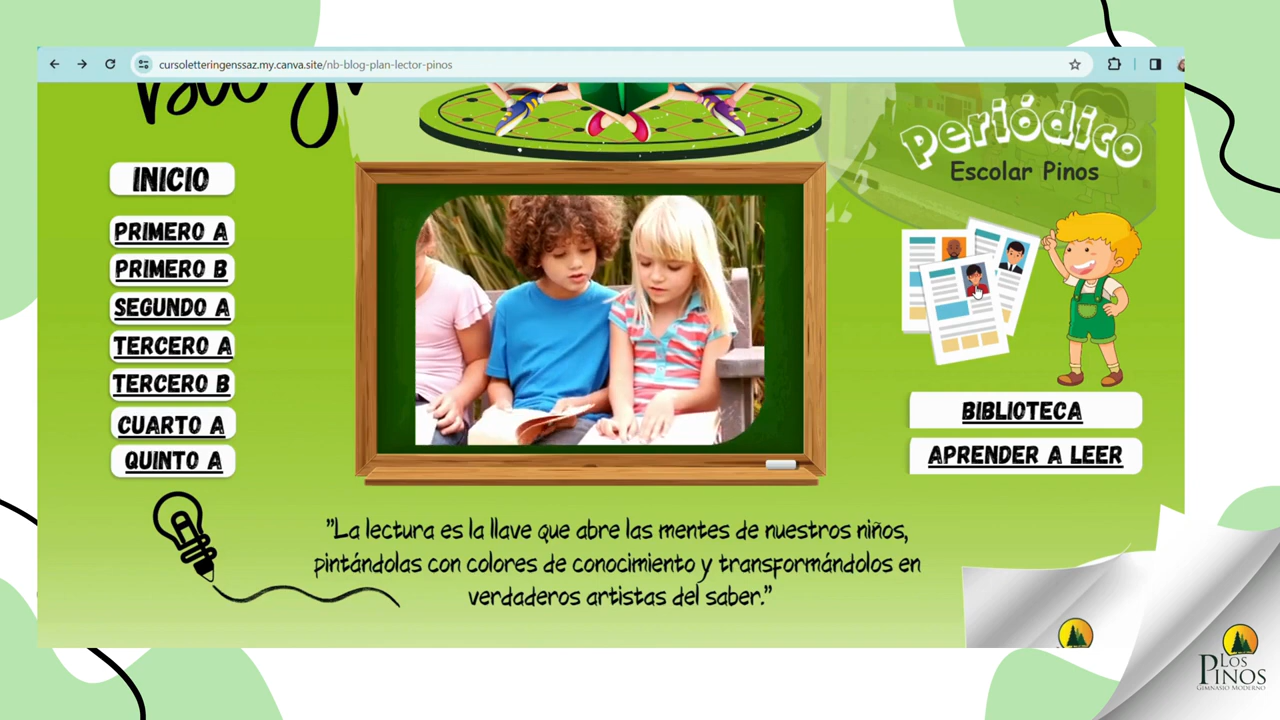 cursoletteringenssaz.my.canva.site/nb-blog-plan-lector-pinos
Periódico
Escolar Pinos
INICIO
PRIMERO A
PRIMERO B
SEGUNDO A
TERCERO A
TERCERO B
CUARTO A
QUINTO A
BIBLIOTECA
APRENDER A LEER
"La lectura es la llave que abre las mentes de nuestros niños,
pintándolas con colores de conocimiento y transformándolos en
verdaderos artistas del saber."
LOS
PINOS
GIMNASIO MODERNO